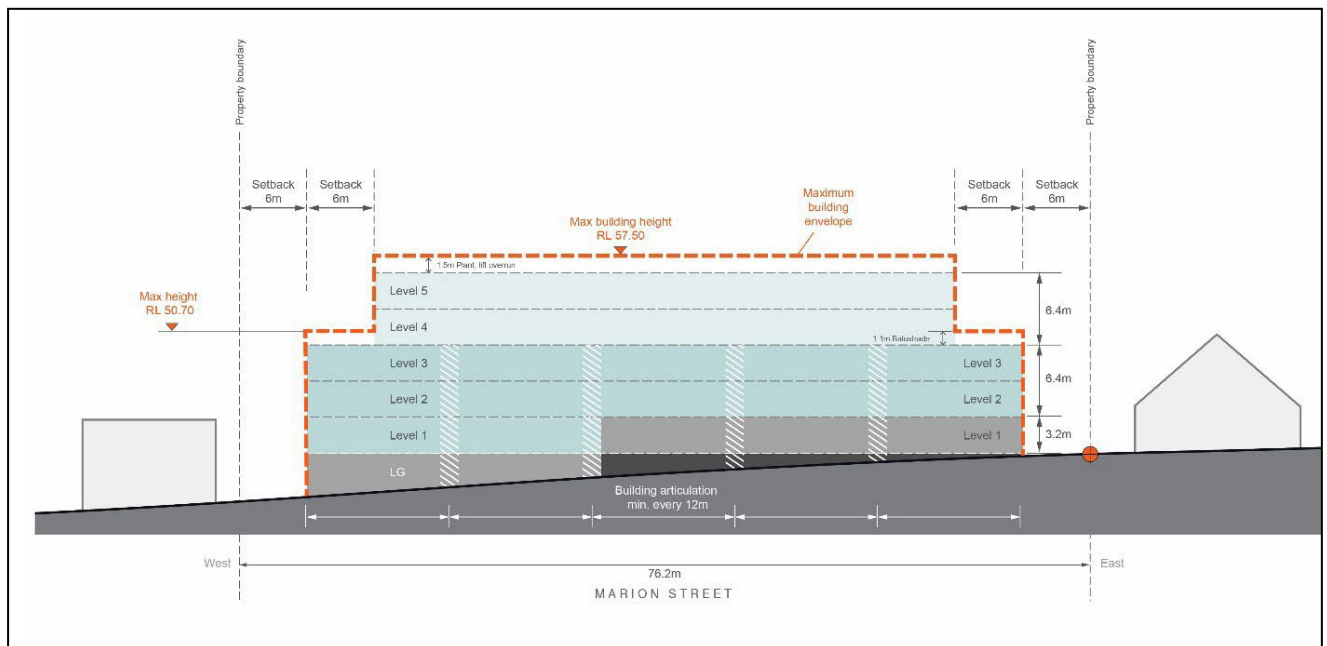 Property boundary
Property boundary
Setback
6m
Setback
6m
Setback
6m
Setback
6m
Maximum
building
envelope
Max building height
RL 57.50
1.5m Plant, lift overrun
Max height
RL 50.70
Level 5
Level 4
6.4m
1.1m Balustrade
Level 3
Level 3
6.4m
Level 2
Level 2
Level 1
Level 1
3.2m
LG
Building articulation
min. every 12m
West
East
76.2m
MARION STREET